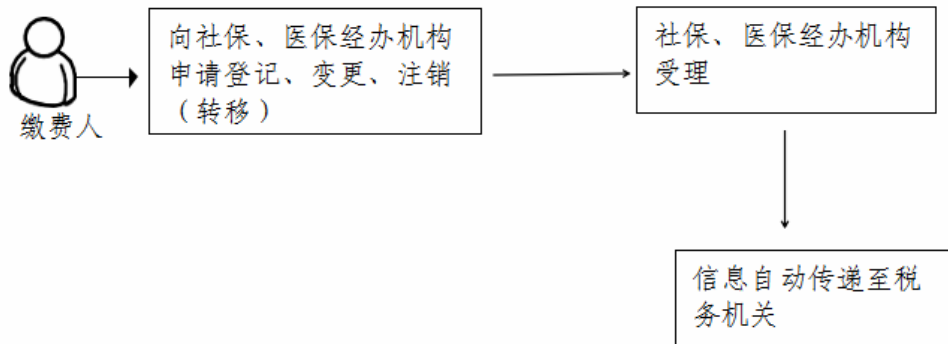 缴费人
向社保、医保经办机构
申请登记、变更、注销
（转移）
社保、医保经办机构
受理
信息自动传递至税
务机关